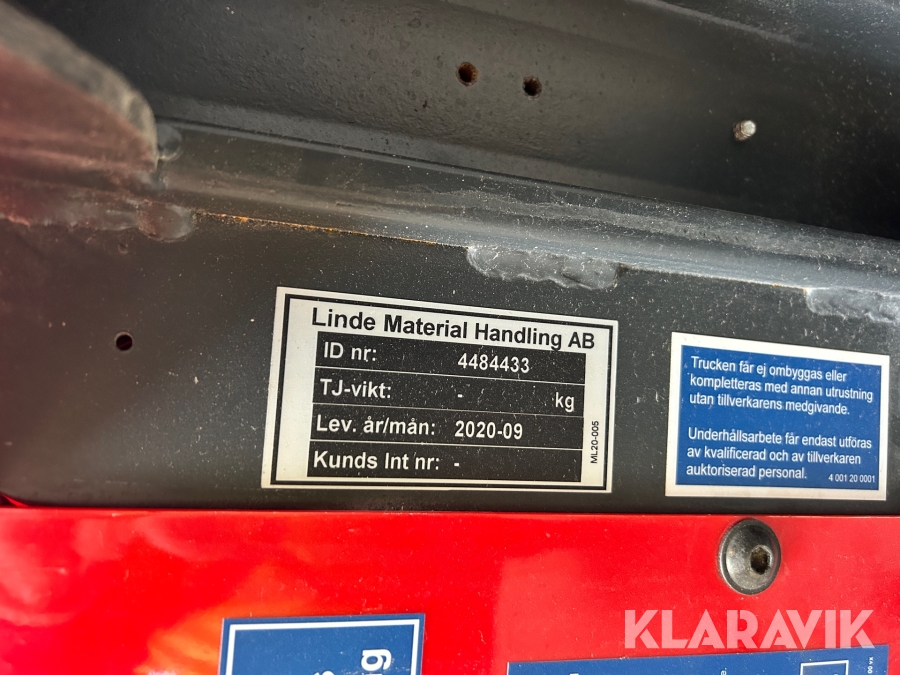 Linde Material Handling AB
ID nr: 4484433
TJ-vikt: - kg
Lev. år/mån: 2020-09
Kunds Int nr: -
ML20-005
Trucken får ej ombyggas eller
kompletteras med annan utrustning
utan tillverkarens medgivande.
Underhållsarbete får endast utföras
av kvalificerad och av tillverkaren
auktoriserad personal.
4 001 20 0001
KLARAVIK